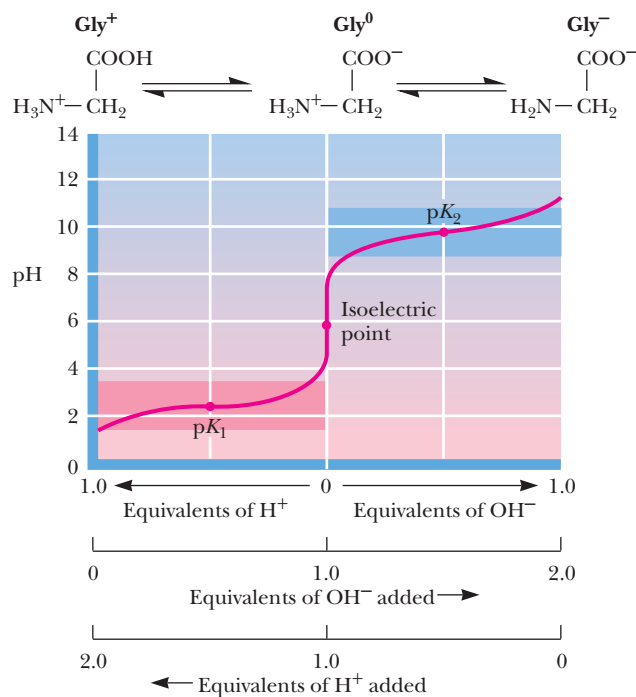 Gly⁺ Gly⁰ Gly⁻
COOH COO⁻ COO⁻
H₃N⁺—CH₂ H₃N⁺—CH₂ H₂N—CH₂
14
12
pK₂
10
pH
8
Isoelectric
6
point
4
2
pK₁
0
1.0 0 1.0
Equivalents of H⁺ Equivalents of OH⁻
0 1.0 2.0
Equivalents of OH⁻ added
2.0 1.0 0
Equivalents of H⁺ added